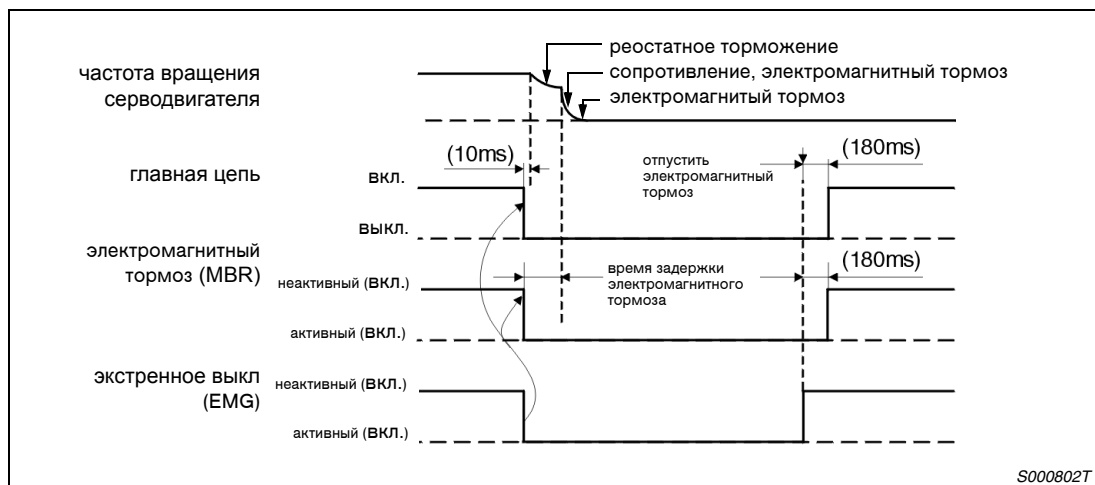 реостатное торможение
сопротивление, электромагнитный тормоз
электромагнитый тормоз
частота вращения
серводвигателя
(10ms)
отпустить
электромагнитный
тормоз
(180ms)
главная цепь
ВКЛ.
ВЫКЛ.
электромагнитный
тормоз (MBR)
неактивный (ВКЛ.)
время задержки
электромагнитного
тормоза
(180ms)
активный (ВКЛ.)
экстренное выкл
(EMG)
неактивный (ВКЛ.)
активный (ВКЛ.)
S000802T